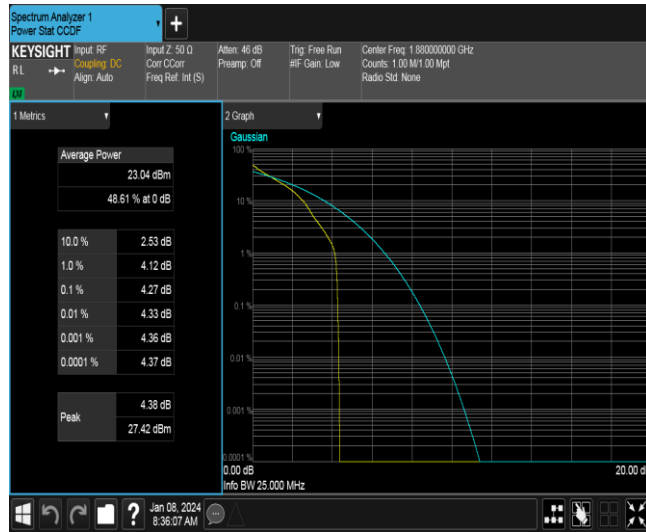 Spectrum Analyzer 1
Power Stat CCDF
+
KEYSIGHT
R L
LXI
Input: RF
Coupling: DC
Align: Auto
Input Z: 50 Ω
Corr CCorr
Freq Ref: Int (S)
Atten: 46 dB
Preamp: Off
Trig: Free Run
#IF Gain: Low
Center Freq: 1.880000000 GHz
Counts: 1.00 M/1.00 Mpt
Radio Std: None
1 Metrics
Average Power
23.04 dBm
48.61 % at 0 dB
10.0 % 2.53 dB
1.0 % 4.12 dB
0.1 % 4.27 dB
0.01 % 4.33 dB
0.001 % 4.36 dB
0.0001 % 4.37 dB
Peak
4.38 dB
27.42 dBm
2 Graph
Gaussian
100 %
10 %
1 %
0.1 %
0.01 %
0.001 %
0.0001 %
0.00 dB 20.00 d
Info BW 25.000 MHz
?
Jan 08, 2024
8:36:07 AM